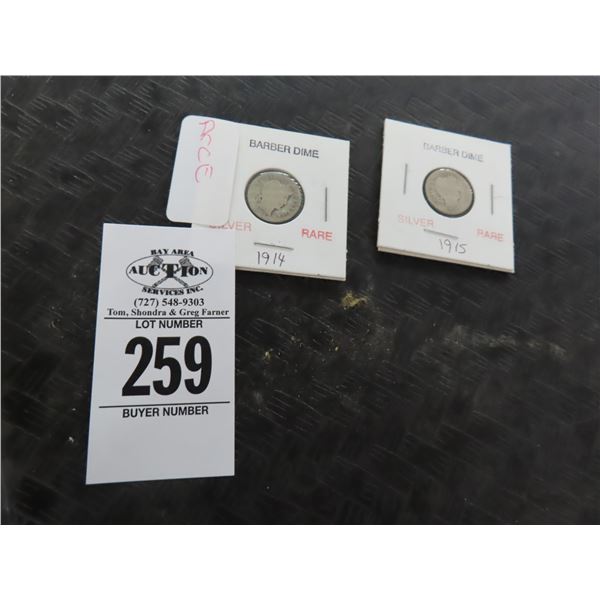 BARBER DIME
SILVER
RARE
1914
BARBER DIME
SILVER
RARE
1915
BAY AREA
AUCTION
SERVICES INC.
(727) 548-9303
Tom, Shondra & Greg Farner
LOT NUMBER
259
BUYER NUMBER